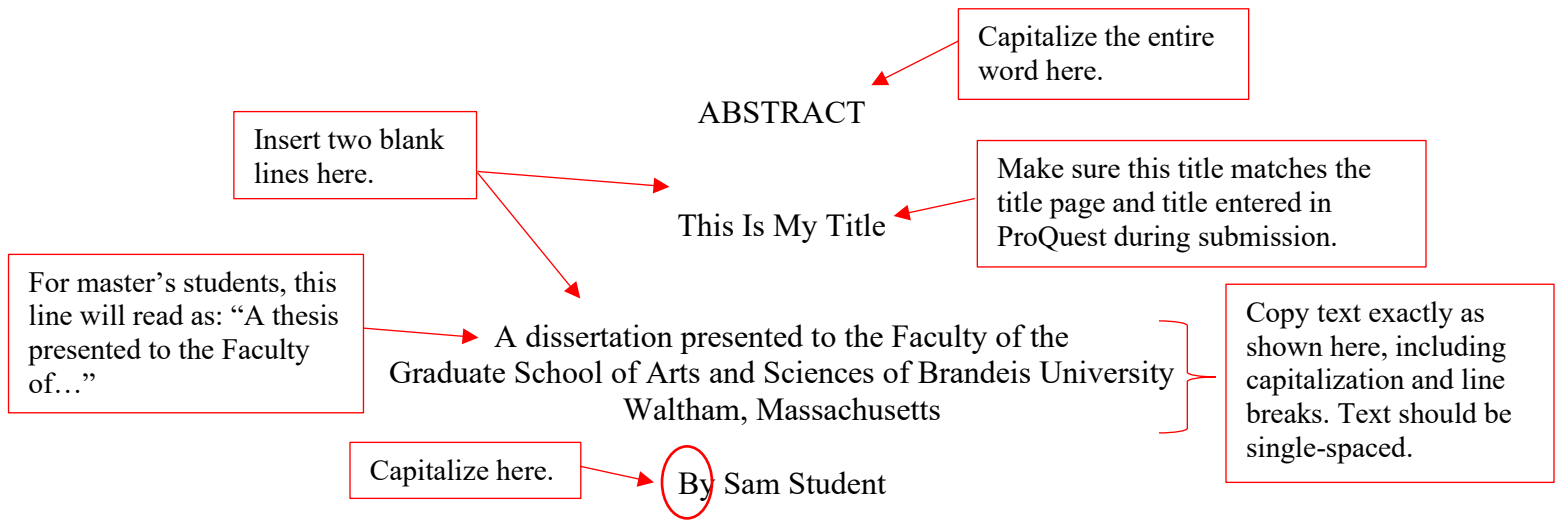 Capitalize the entire
word here.
ABSTRACT
Insert two blank
lines here.
Make sure this title matches the
title page and title entered in
ProQuest during submission.
This Is My Title
For master’s students, this
line will read as: “A thesis
presented to the Faculty
of…”
A dissertation presented to the Faculty of the
Graduate School of Arts and Sciences of Brandeis University
Waltham, Massachusetts
Copy text exactly as
shown here, including
capitalization and line
breaks. Text should be
single-spaced.
Capitalize here.
By Sam Student